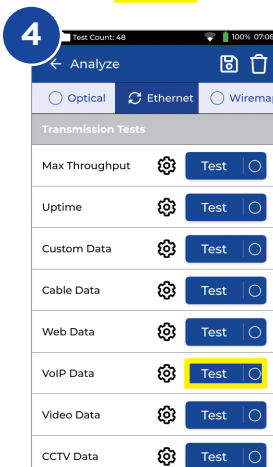 4
Test Count: 48 100% 07:06
Analyze
Optical Ethernet Wiremap
Transmission Tests
Max Throughput Test
Uptime Test
Custom Data Test
Cable Data Test
Web Data Test
VoIP Data Test
Video Data Test
CCTV Data Test